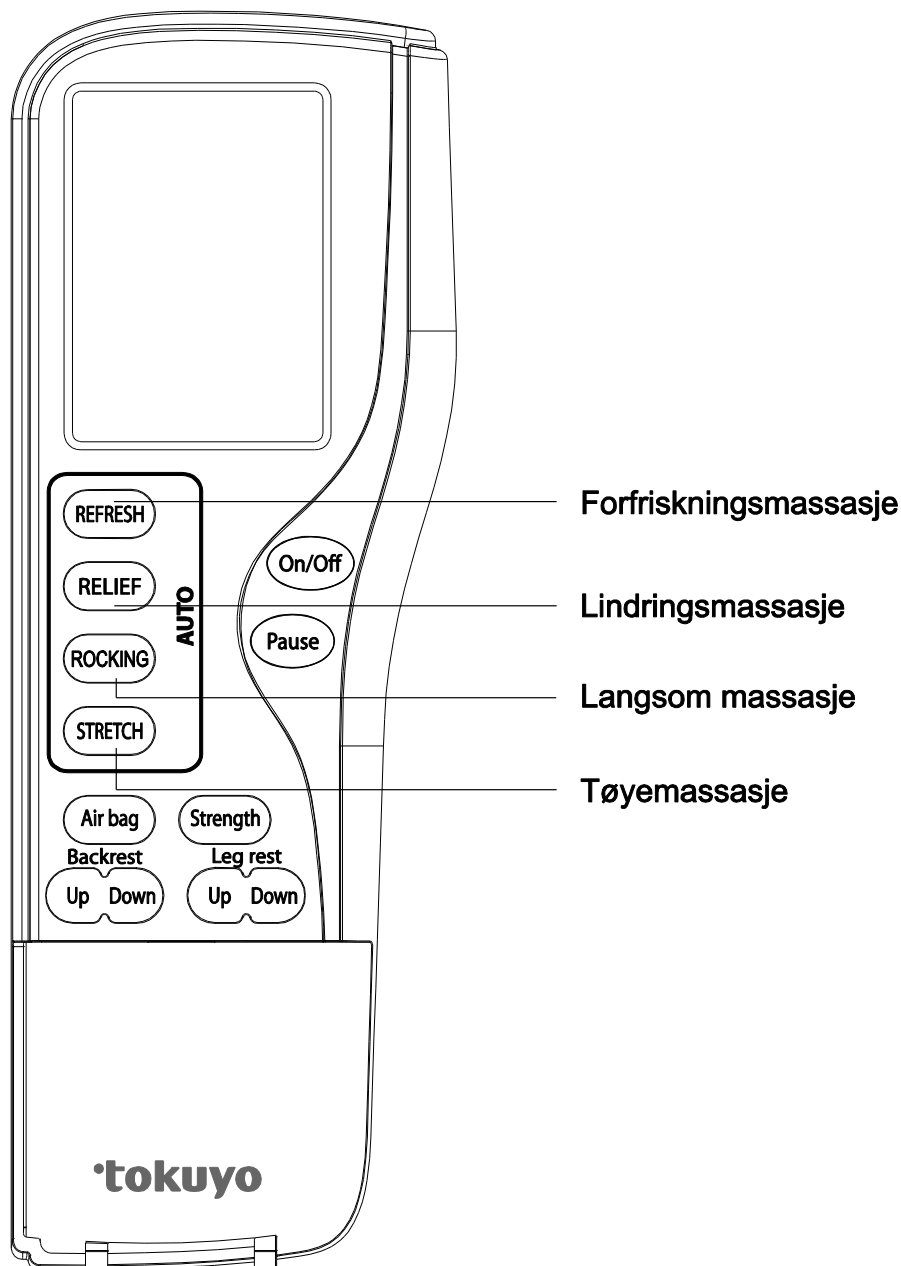 REFRESH
Forfriskningsmassasje
On/Off
RELIEF
AUTO
Lindringsmassasje
Pause
ROCKING
Langsom massasje
STRETCH
Tøyemassasje
Air bag
Strength
Backrest
Leg rest
Up Down
Up Down
tokuyo